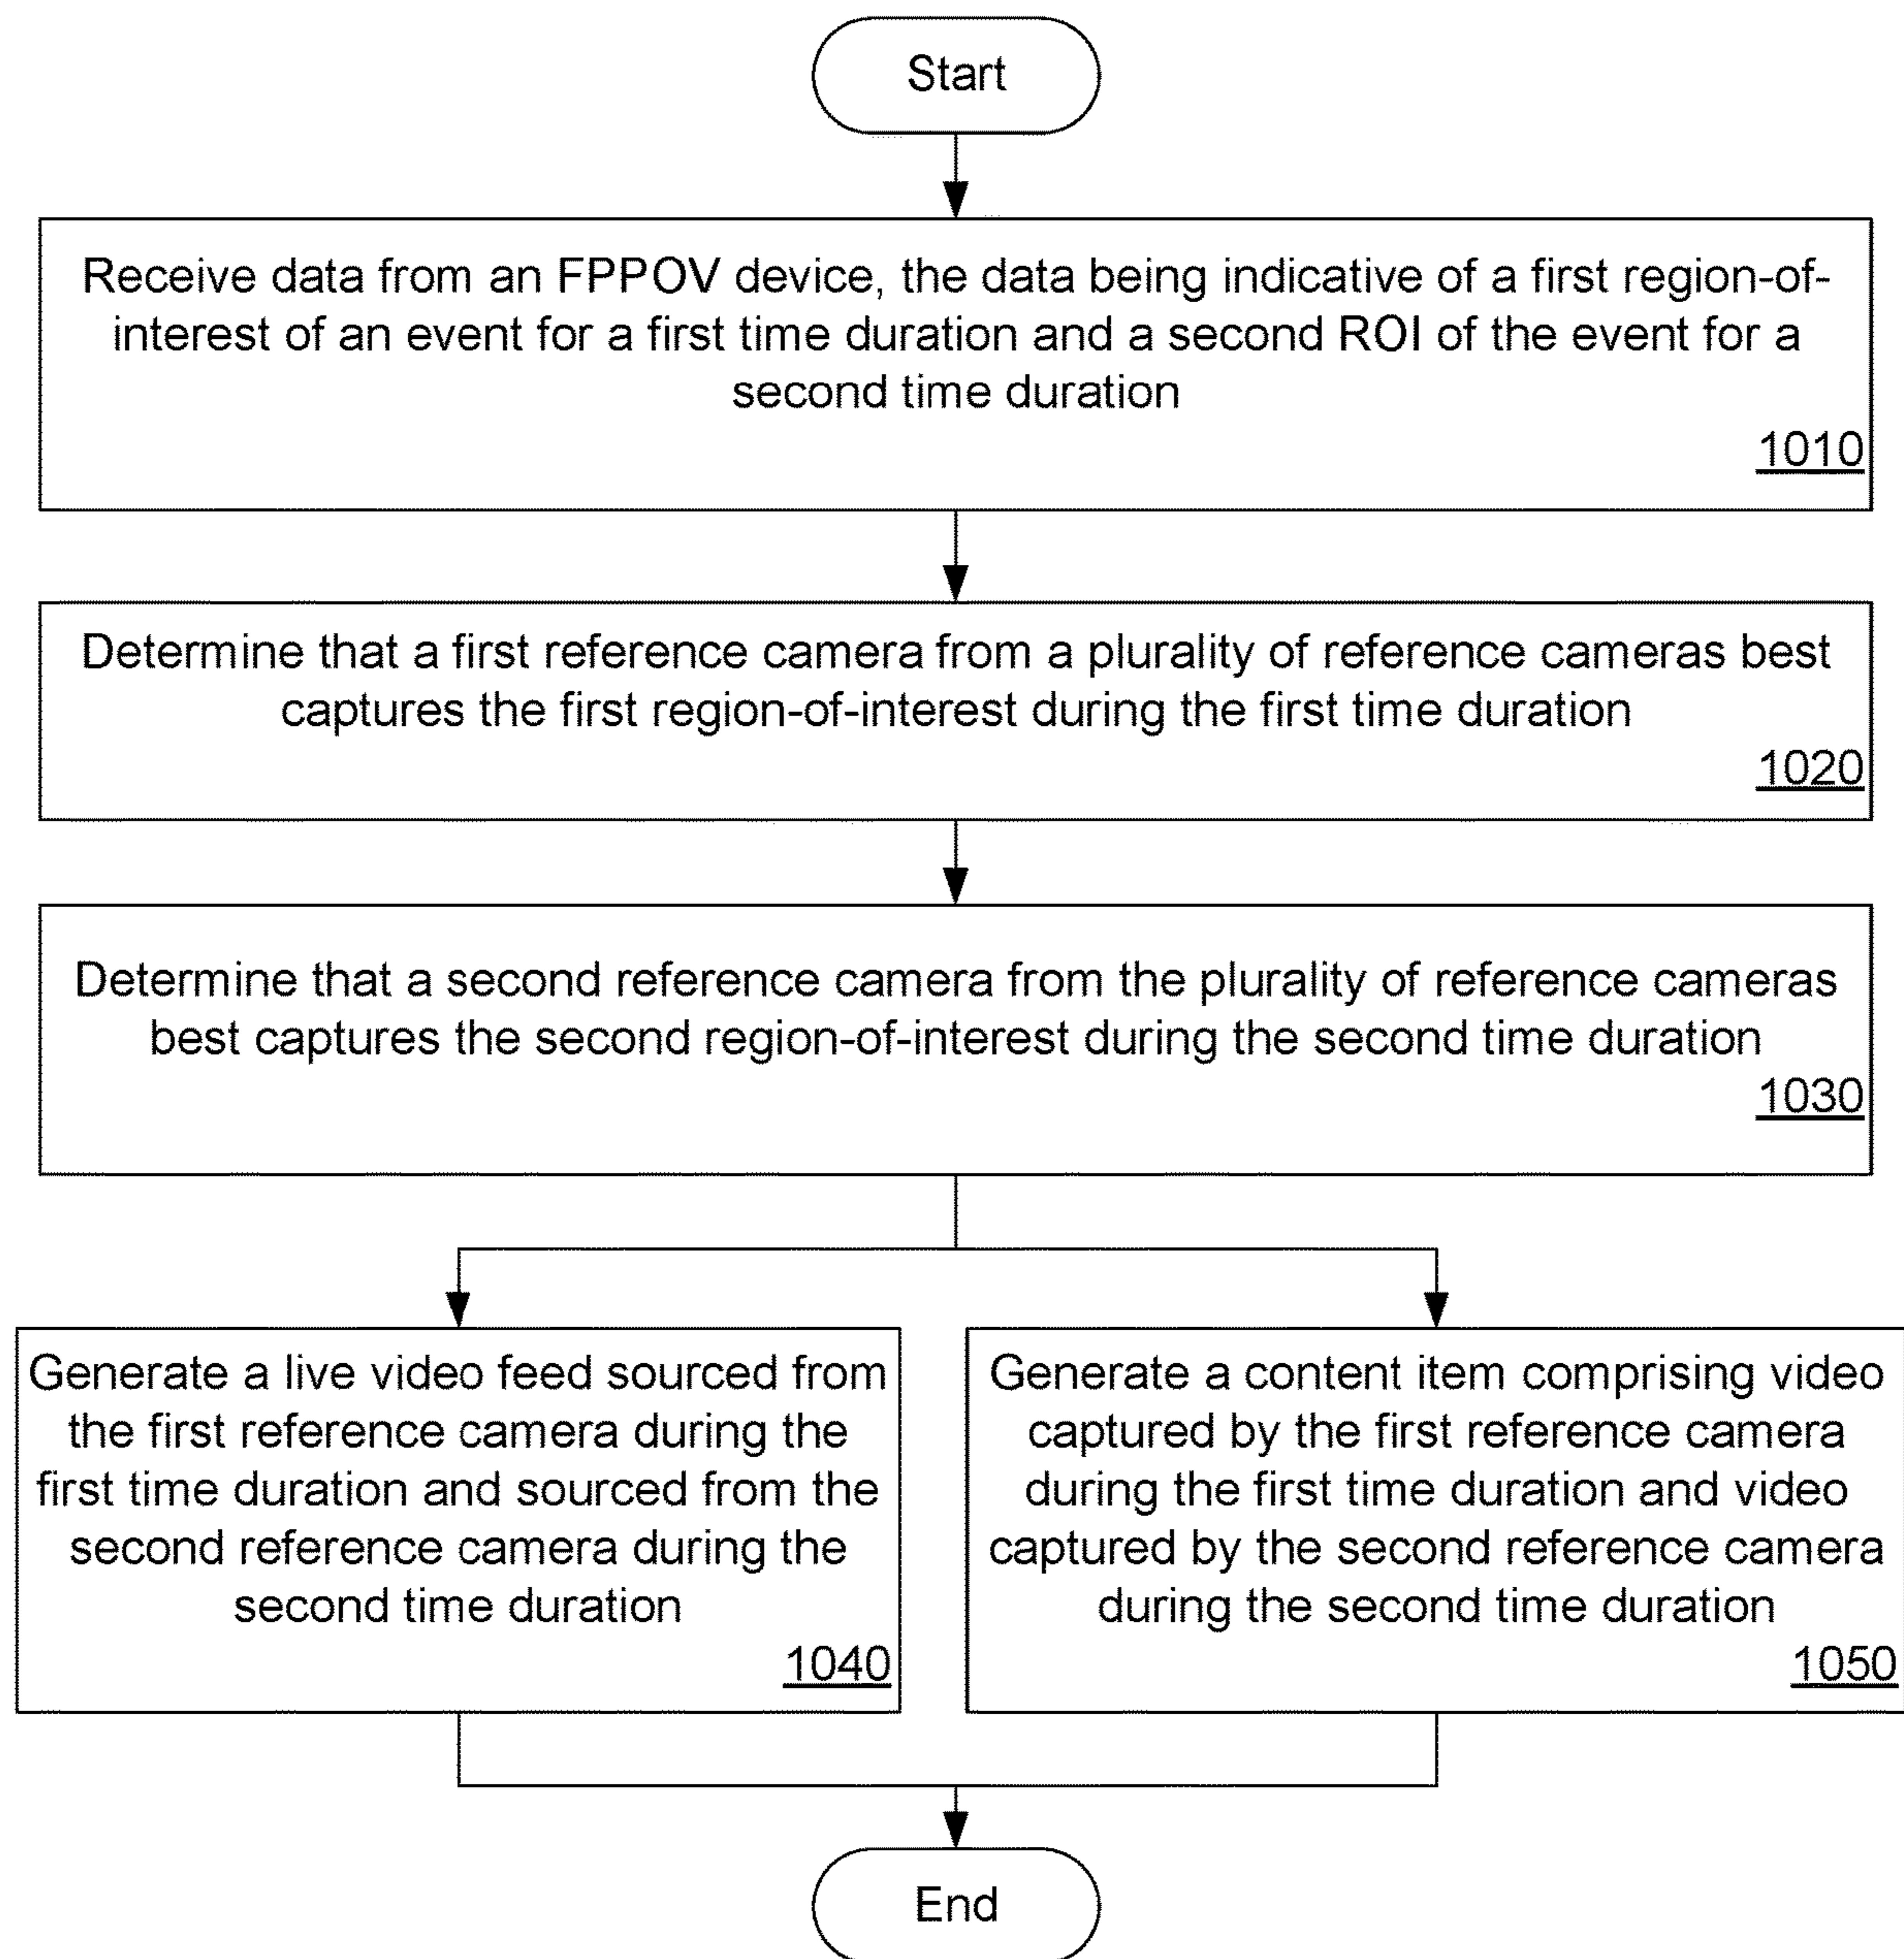 Start
Receive data from an FPPOV device, the data being indicative of a first region-of-
interest of an event for a first time duration and a second ROI of the event for a
second time duration
1010
Determine that a first reference camera from a plurality of reference cameras best
captures the first region-of-interest during the first time duration
1020
Determine that a second reference camera from the plurality of reference cameras
best captures the second region-of-interest during the second time duration
1030
Generate a live video feed sourced from
the first reference camera during the
first time duration and sourced from the
second reference camera during the
second time duration
1040
Generate a content item comprising video
captured by the first reference camera
during the first time duration and video
captured by the second reference camera
during the second time duration
1050
End